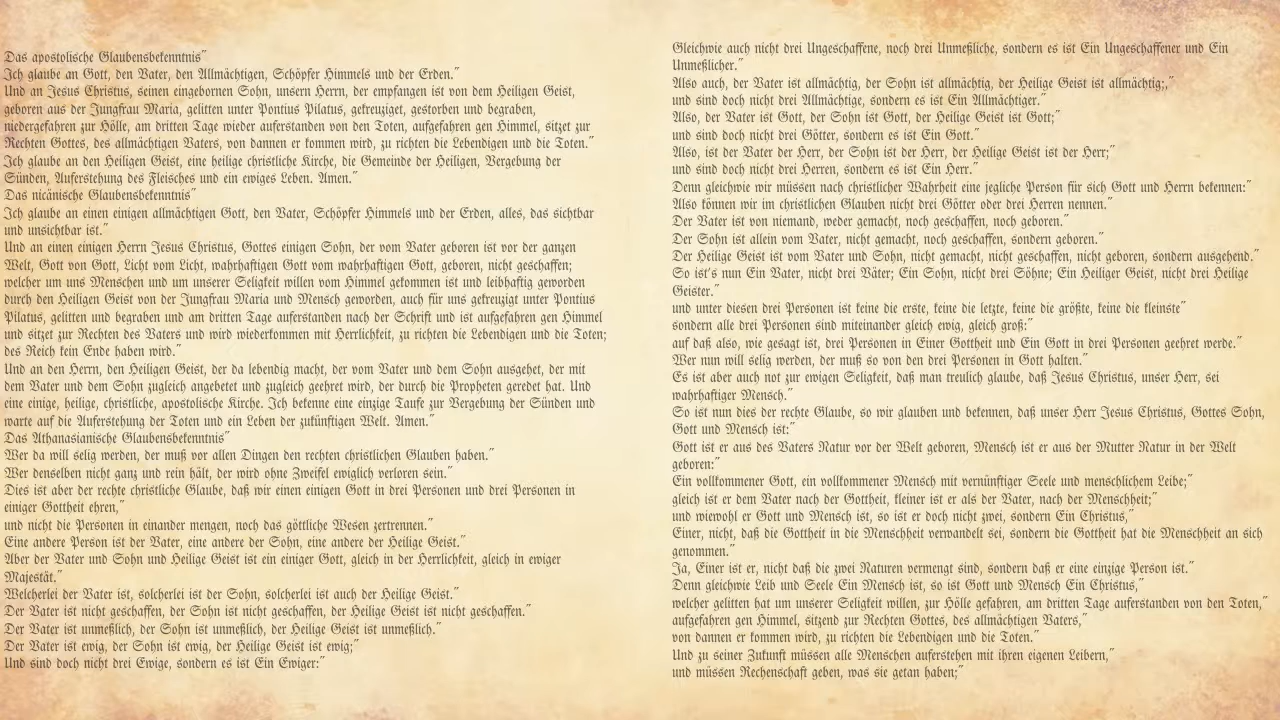 Das apostolische Glaubensbekenntnis"
Ich glaube an Gott, den Vater, den Allmächtigen, Schöpfer Himmels und der Erden."
Und an Jesus Christus, seinen eingebornen Sohn, unsern Herrn, der empfangen ist von dem Heiligen Geist,
geboren aus der Jungfrau Maria, gelitten unter Pontius Pilatus, gekreuziget, gestorben und begraben,
niedergefahren zur Hölle, am dritten Tage wieder auferstanden von den Toten, aufgefahren gen Himmel, sitzet zur
Rechten Gottes, des allmächtigen Vaters, von dannen er kommen wird, zu richten die Lebendigen und die Toten."
Ich glaube an den Heiligen Geist, eine heilige christliche Kirche, die Gemeinde der Heiligen, Vergebung der
Sünden, Auferstehung des Fleisches und ein ewiges Leben. Amen."
Das nicänische Glaubensbekenntnis"
Ich glaube an einen einigen allmächtigen Gott, den Vater, Schöpfer Himmels und der Erden, alles, das sichtbar
und unsichtbar ist."
Und an einen einigen Herrn Jesus Christus, Gottes einigen Sohn, der vom Vater geboren ist vor der ganzen
Welt, Gott von Gott, Licht vom Licht, wahrhaftigen Gott vom wahrhaftigen Gott, geboren, nicht geschaffen;
welcher um uns Menschen und um unserer Seligkeit willen vom Himmel gekommen ist und leibhaftig geworden
durch den Heiligen Geist von der Jungfrau Maria und Mensch geworden, auch für uns gekreuzigt unter Pontius
Pilatus, gelitten und begraben und am dritten Tage auferstanden nach der Schrift und ist aufgefahren gen Himmel
und sitzet zur Rechten des Vaters und wird wiederkommen mit Herrlichkeit, zu richten die Lebendigen und die Toten;
des Reich kein Ende haben wird."
Und an den Herrn, den Heiligen Geist, der da lebendig macht, der vom Vater und dem Sohn ausgehet, der mit
dem Vater und dem Sohn zugleich angebetet und zugleich geehret wird, der durch die Propheten geredet hat. Und
eine einige, heilige, christliche, apostolische Kirche. Ich bekenne eine einzige Taufe zur Vergebung der Sünden und
warte auf die Auferstehung der Toten und ein Leben der zukünftigen Welt. Amen."
Das Athanasianische Glaubensbekenntnis"
Wer da will selig werden, der muß vor allen Dingen den rechten christlichen Glauben haben."
Wer denselben nicht ganz und rein hält, der wird ohne Zweifel ewiglich verloren sein."
Dies ist aber der rechte christliche Glaube, daß wir einen einigen Gott in drei Personen und drei Personen in
einiger Gottheit ehren,"
und nicht die Personen in einander mengen, noch das göttliche Wesen zertrennen."
Eine andere Person ist der Vater, eine andere der Sohn, eine andere der Heilige Geist."
Aber der Vater und Sohn und Heilige Geist ist ein einiger Gott, gleich in der Herrlichkeit, gleich in ewiger
Majestät."
Welcherlei der Vater ist, solcherlei ist der Sohn, solcherlei ist auch der Heilige Geist."
Der Vater ist nicht geschaffen, der Sohn ist nicht geschaffen, der Heilige Geist ist nicht geschaffen."
Der Vater ist unmeßlich, der Sohn ist unmeßlich, der Heilige Geist ist unmeßlich."
Der Vater ist ewig, der Sohn ist ewig, der Heilige Geist ist ewig;"
Und sind doch nicht drei Ewige, sondern es ist Ein Ewiger:"
Gleichwie auch nicht drei Ungeschaffene, noch drei Unmeßliche, sondern es ist Ein Ungeschaffener und Ein
Unmeßlicher."
Also auch, der Vater ist allmächtig, der Sohn ist allmächtig, der Heilige Geist ist allmächtig;,"
und sind doch nicht drei Allmächtige, sondern es ist Ein Allmächtiger."
Also, der Vater ist Gott, der Sohn ist Gott, der Heilige Geist ist Gott;"
und sind doch nicht drei Götter, sondern es ist Ein Gott."
Also, ist der Vater der Herr, der Sohn ist der Herr, der Heilige Geist ist der Herr;"
und sind doch nicht drei Herren, sondern es ist Ein Herr."
Denn gleichwie wir müssen nach christlicher Wahrheit eine jegliche Person für sich Gott und Herrn bekennen:"
Also können wir im christlichen Glauben nicht drei Götter oder drei Herren nennen."
Der Vater ist von niemand, weder gemacht, noch geschaffen, noch geboren."
Der Sohn ist allein vom Vater, nicht gemacht, noch geschaffen, sondern geboren."
Der Heilige Geist ist vom Vater und Sohn, nicht gemacht, nicht geschaffen, nicht geboren, sondern ausgehend."
So ist's nun Ein Vater, nicht drei Väter; Ein Sohn, nicht drei Söhne; Ein Heiliger Geist, nicht drei Heilige
Geister."
und unter diesen drei Personen ist keine die erste, keine die letzte, keine die größte, keine die kleinste"
sondern alle drei Personen sind miteinander gleich ewig, gleich groß:"
auf daß also, wie gesagt ist, drei Personen in Einer Gottheit und Ein Gott in drei Personen geehret werde."
Wer nun will selig werden, der muß so von den drei Personen in Gott halten."
Es ist aber auch not zur ewigen Seligkeit, daß man treulich glaube, daß Jesus Christus, unser Herr, sei
wahrhaftiger Mensch."
So ist nun dies der rechte Glaube, so wir glauben und bekennen, daß unser Herr Jesus Christus, Gottes Sohn,
Gott und Mensch ist:"
Gott ist er aus des Vaters Natur vor der Welt geboren, Mensch ist er aus der Mutter Natur in der Welt
geboren:"
Ein vollkommener Gott, ein vollkommener Mensch mit vernünftiger Seele und menschlichem Leibe;"
gleich ist er dem Vater nach der Gottheit, kleiner ist er als der Vater, nach der Menschheit;"
und wiewohl er Gott und Mensch ist, so ist er doch nicht zwei, sondern Ein Christus,"
Einer, nicht, daß die Gottheit in die Menschheit verwandelt sei, sondern die Gottheit hat die Menschheit an sich
genommen."
Ja, Einer ist er, nicht daß die zwei Naturen vermengt sind, sondern daß er eine einzige Person ist."
Denn gleichwie Leib und Seele Ein Mensch ist, so ist Gott und Mensch Ein Christus,"
welcher gelitten hat um unserer Seligkeit willen, zur Hölle gefahren, am dritten Tage auferstanden von den Toten,"
aufgefahren gen Himmel, sitzend zur Rechten Gottes, des allmächtigen Vaters,"
von dannen er kommen wird, zu richten die Lebendigen und die Toten."
Und zu seiner Zukunft müssen alle Menschen auferstehen mit ihren eigenen Leibern,"
und müssen Rechenschaft geben, was sie getan haben;"